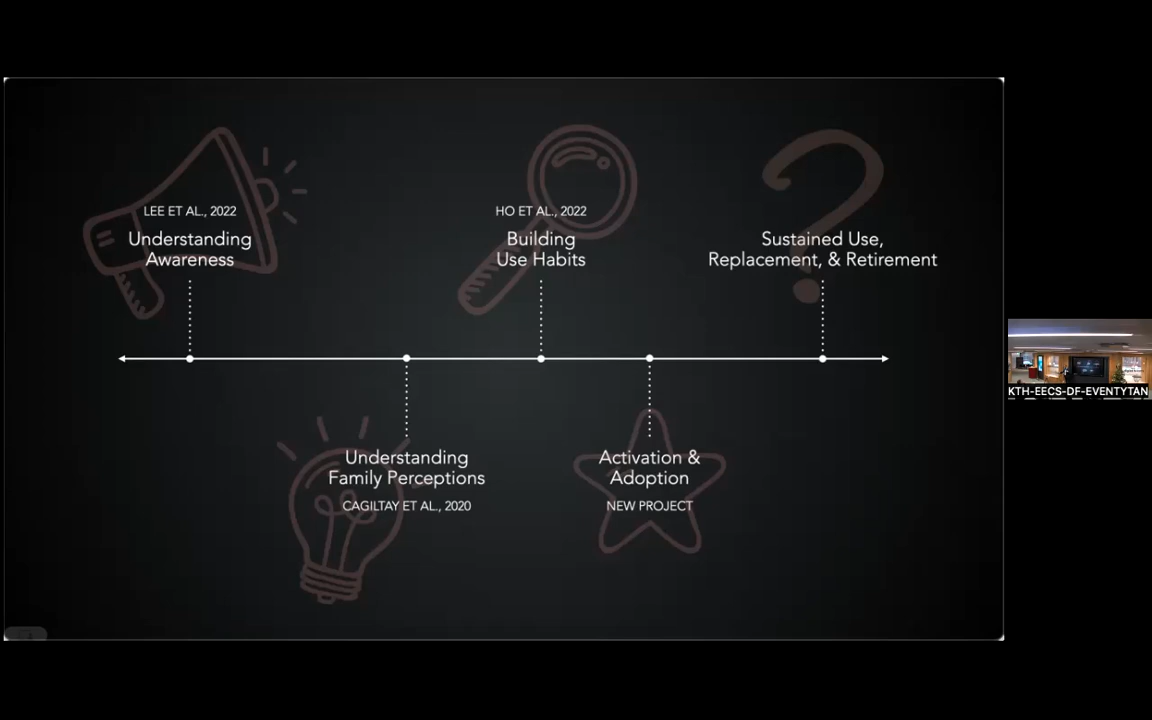 LEE ET AL., 2022
Understanding
Awareness
HO ET AL., 2022
Building
Use Habits
Sustained Use,
Replacement, & Retirement
Understanding
Family Perceptions
CAGILTAY ET AL., 2020
Activation &
Adoption
NEW PROJECT
KTH-EECS-DF-EVENTYTAN